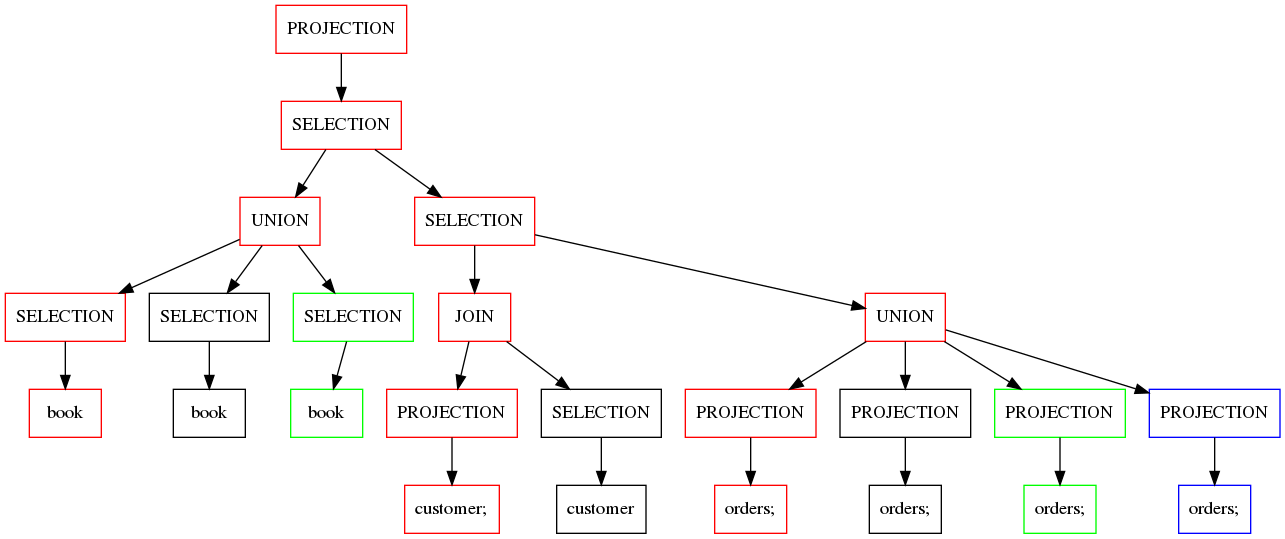 PROJECTION
SELECTION
UNION
SELECTION
SELECTION
SELECTION
SELECTION
JOIN
UNION
book
book
book
PROJECTION
SELECTION
PROJECTION
PROJECTION
PROJECTION
PROJECTION
customer;
customer
orders;
orders;
orders;
orders;